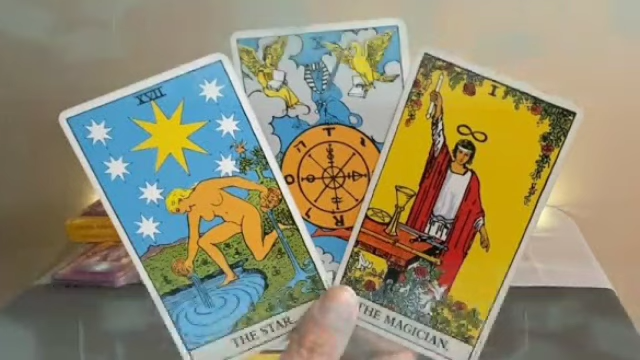 XVII
THE STAR.
X
T
A
R
O
I
THE MAGICIAN.